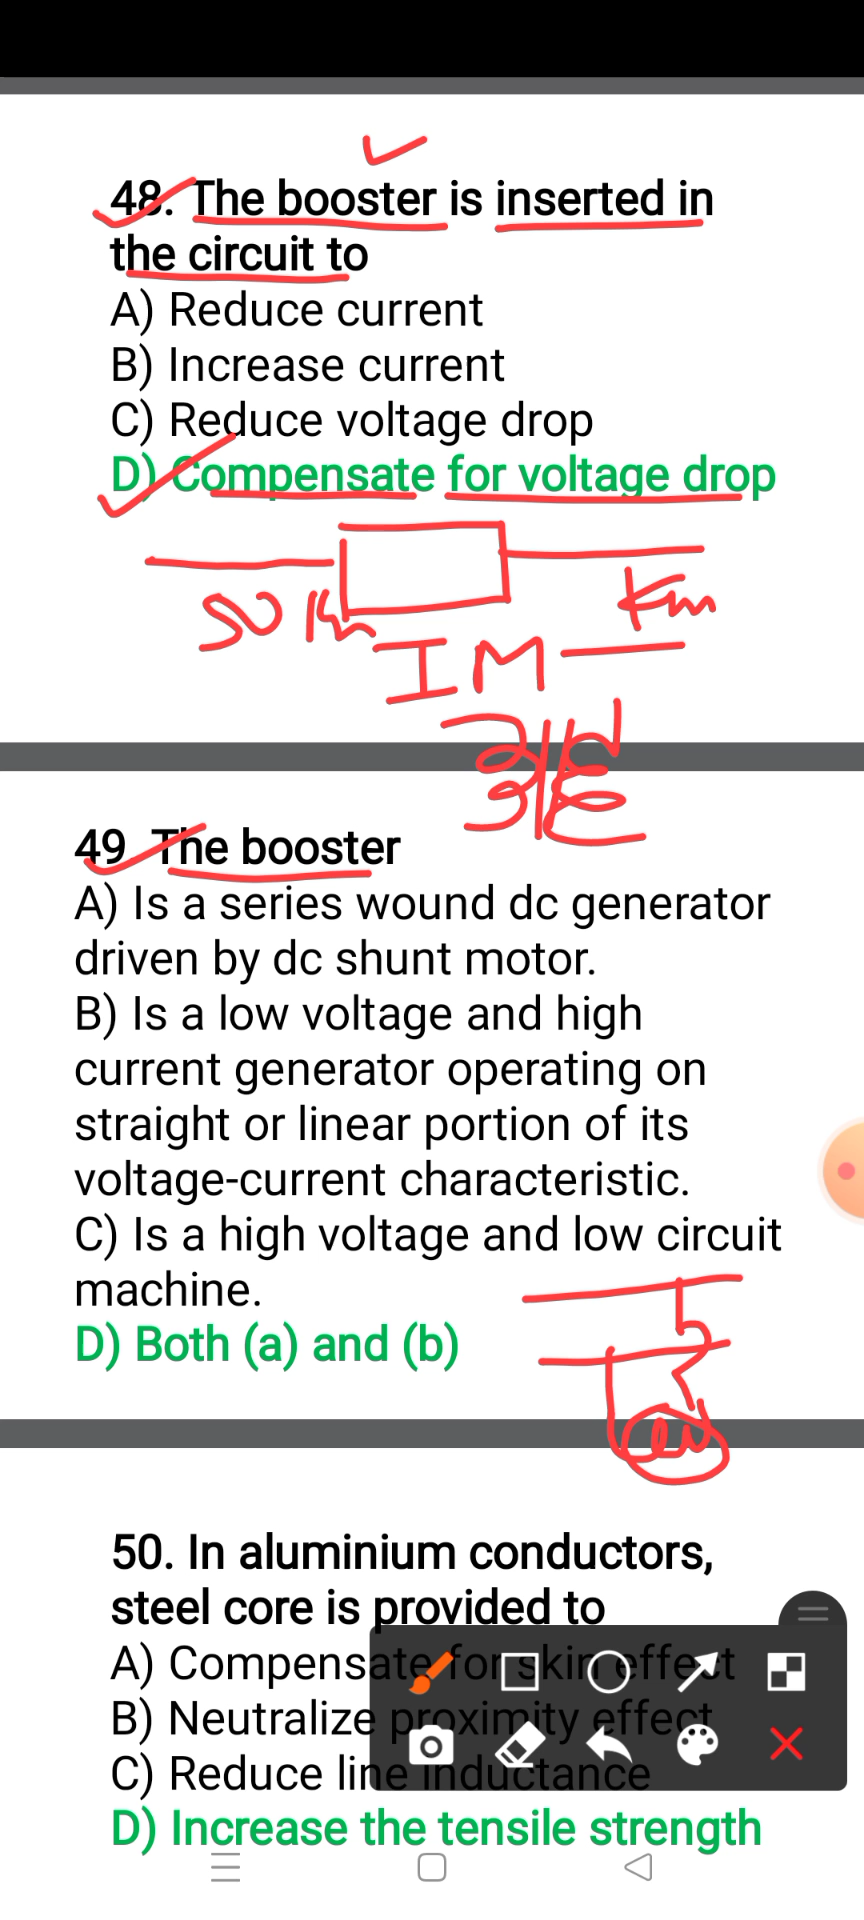 48. The booster is inserted in
the circuit to
A) Reduce current
B) Increase current
C) Reduce voltage drop
D) Compensate for voltage drop
50 Km
Km
IM
49 The booster
A) Is a series wound dc generator
driven by dc shunt motor.
B) Is a low voltage and high
current generator operating on
straight or linear portion of its
voltage-current characteristic.
C) Is a high voltage and low circuit
machine.
D) Both (a) and (b)
50. In aluminium conductors,
steel core is provided to
A) Compensate for skin effect
B) Neutralize proximity effect
C) Reduce line inductance
D) Increase the tensile strength